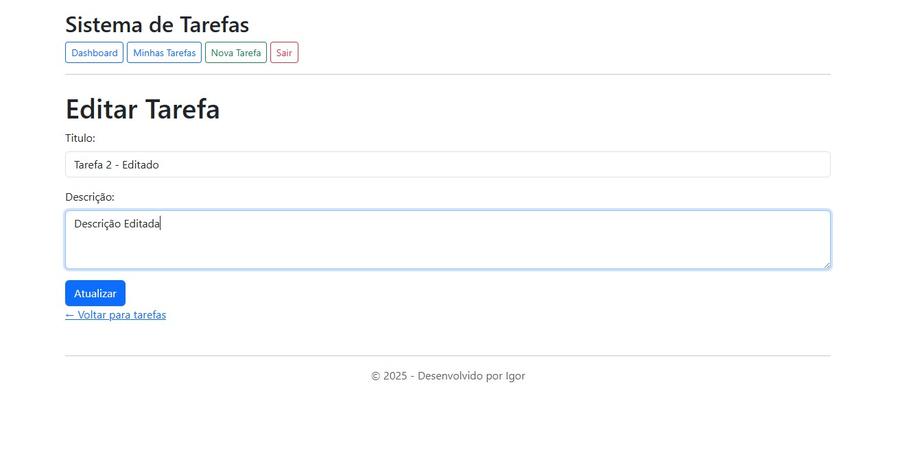 Sistema de Tarefas
Dashboard Minhas Tarefas Nova Tarefa Sair
Editar Tarefa
Titulo:
Tarefa 2 - Editado
Descrição:
Descrição Editada
Atualizar
← Voltar para tarefas
© 2025 - Desenvolvido por Igor